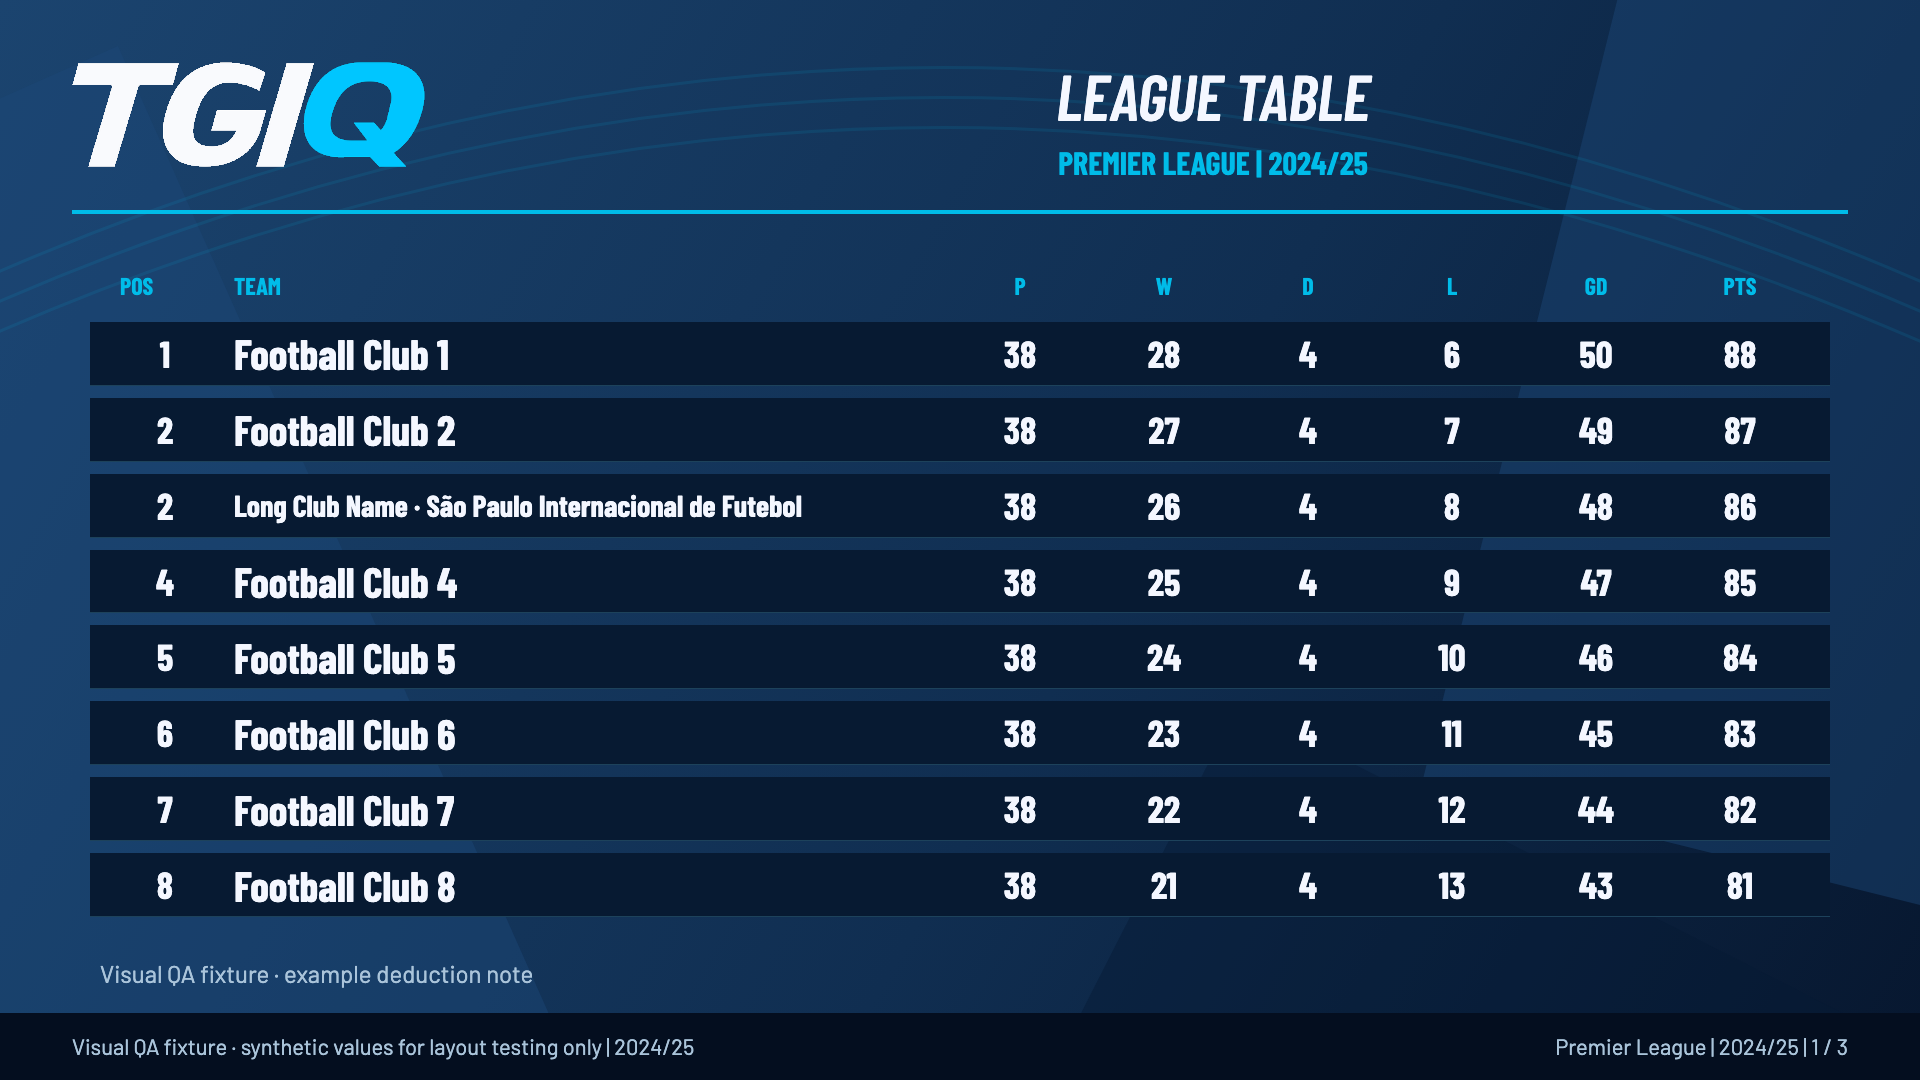 TGIQ
LEAGUE TABLE
PREMIER LEAGUE | 2024/25
POS TEAM P W D L GD PTS
1 Football Club 1 38 28 4 6 50 88
2 Football Club 2 38 27 4 7 49 87
2 Long Club Name · São Paulo Internacional de Futebol 38 26 4 8 48 86
4 Football Club 4 38 25 4 9 47 85
5 Football Club 5 38 24 4 10 46 84
6 Football Club 6 38 23 4 11 45 83
7 Football Club 7 38 22 4 12 44 82
8 Football Club 8 38 21 4 13 43 81
Visual QA fixture · example deduction note
Visual QA fixture · synthetic values for layout testing only | 2024/25
Premier League | 2024/25 | 1 / 3